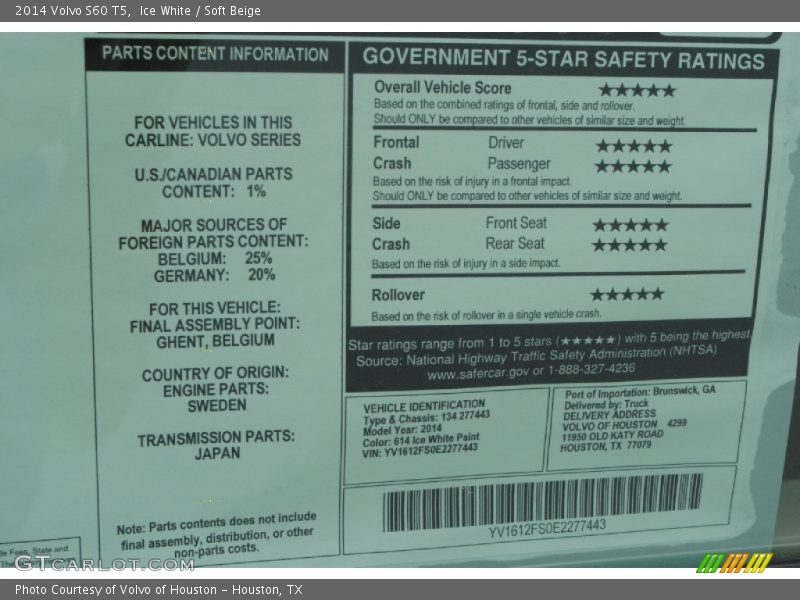 2014 Volvo S60 T5, Ice White / Soft Beige
PARTS CONTENT INFORMATION
FOR VEHICLES IN THIS
CARLINE: VOLVO SERIES
U.S./CANADIAN PARTS
CONTENT: 1%
MAJOR SOURCES OF
FOREIGN PARTS CONTENT:
BELGIUM: 25%
GERMANY: 20%
FOR THIS VEHICLE:
FINAL ASSEMBLY POINT:
GHENT, BELGIUM
COUNTRY OF ORIGIN:
ENGINE PARTS:
SWEDEN
TRANSMISSION PARTS:
JAPAN
Note: Parts contents does not include
final assembly, distribution, or other
non-parts costs.
GOVERNMENT 5-STAR SAFETY RATINGS
Overall Vehicle Score ★★★★★
Based on the combined ratings of frontal, side and rollover.
Should ONLY be compared to other vehicles of similar size and weight.
Frontal Driver ★★★★★
Crash Passenger ★★★★★
Based on the risk of injury in a frontal impact.
Should ONLY be compared to other vehicles of similar size and weight.
Side Front Seat ★★★★★
Crash Rear Seat ★★★★★
Based on the risk of injury in a side impact.
Rollover ★★★★★
Based on the risk of rollover in a single vehicle crash.
Star ratings range from 1 to 5 stars (★★★★★) with 5 being the highest.
Source: National Highway Traffic Safety Administration (NHTSA)
www.safercar.gov or 1-888-327-4236
VEHICLE IDENTIFICATION
Type & Chassis: 134 277443
Model Year: 2014
Color: 614 Ice White Paint
VIN: YV1612FS0E2277443
Port of Importation: Brunswick, GA
Delivered by: Truck
DELIVERY ADDRESS
VOLVO OF HOUSTON 4299
11950 OLD KATY ROAD
HOUSTON, TX 77079
YV1612FS0E2277443
de Fees, State and
GTCarLot.com
Photo Courtesy of Volvo of Houston - Houston, TX